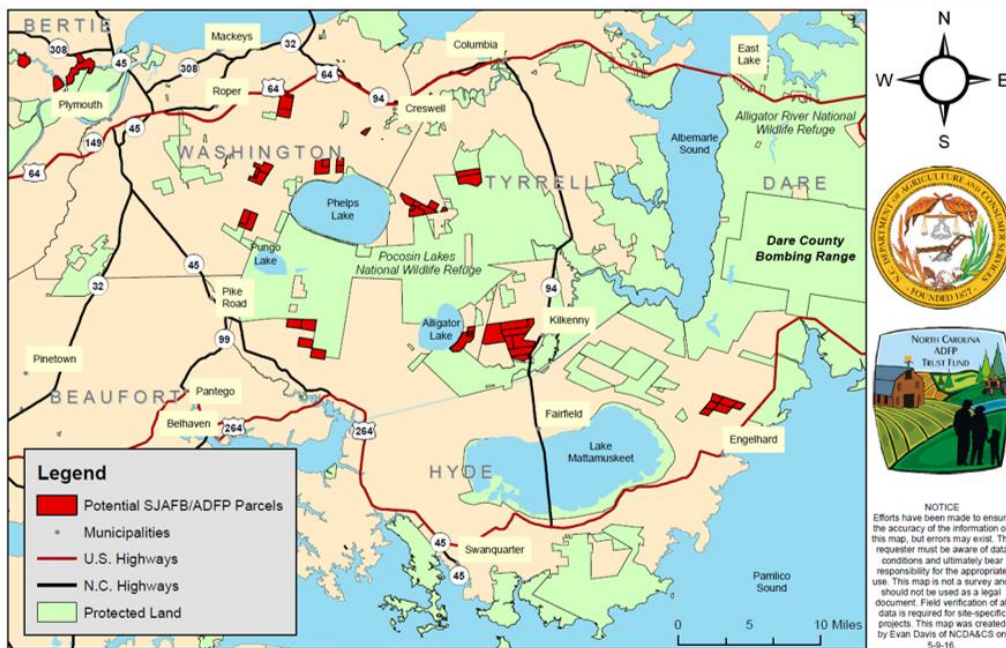 BERTIE
308
45
Mackeys
32
Columbia
East
Lake
308
64
64
Plymouth
Roper
94
Creswell
Alligator River National
Wildlife Refuge
45
149
Albemarle
Sound
64
WASHINGTON
TYRRELL
DARE
Phelps
Lake
Pungo
Lake
Pocosin Lakes
National Wildlife Refuge
Dare County
Bombing Range
45
32
94
Pike
Road
Alligator
Lake
Kilkenny
99
Pinetown
BEAUFORT
Pantego
Belhaven
264
264
Fairfield
Engelhard
Lake
Mattamuskeet
HYDE
Legend
Potential SJAFB/ADFP Parcels
Municipalities
U.S. Highways
N.C. Highways
Protected Land
45
Swanquarter
45
Pamlico
Sound
0 5 10 Miles
N
W E
S
N.C. DEPARTMENT OF AGRICULTURE AND CONSUMER SERVICES
FOUNDED 1877
NORTH CAROLINA
ADFP
TRUST FUND
NOTICE
Efforts have been made to ensure
the accuracy of the information on
this map, but errors may exist. The
requester must be aware of data
conditions and ultimately bear
responsibility for the appropriate
use. This map is not a survey and
should not be used as a legal
document. Field verification of all
data is required for site-specific
projects. This map was created
by Evan Davis of NCDA&CS on
5-9-16.